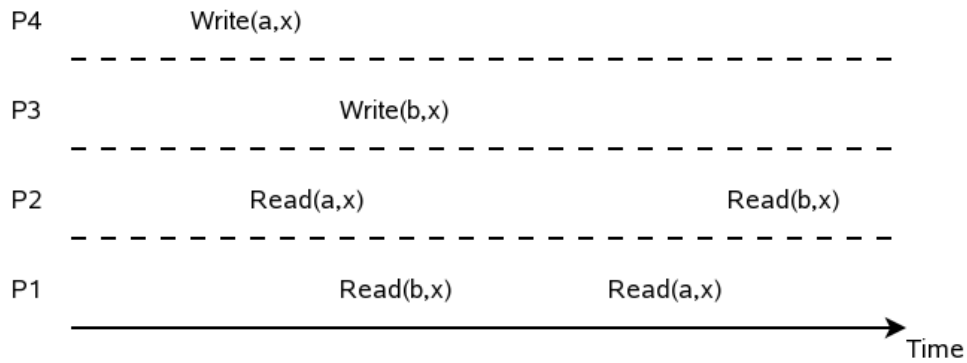 P4 Write(a,x)
P3 Write(b,x)
P2 Read(a,x) Read(b,x)
P1 Read(b,x) Read(a,x)
Time